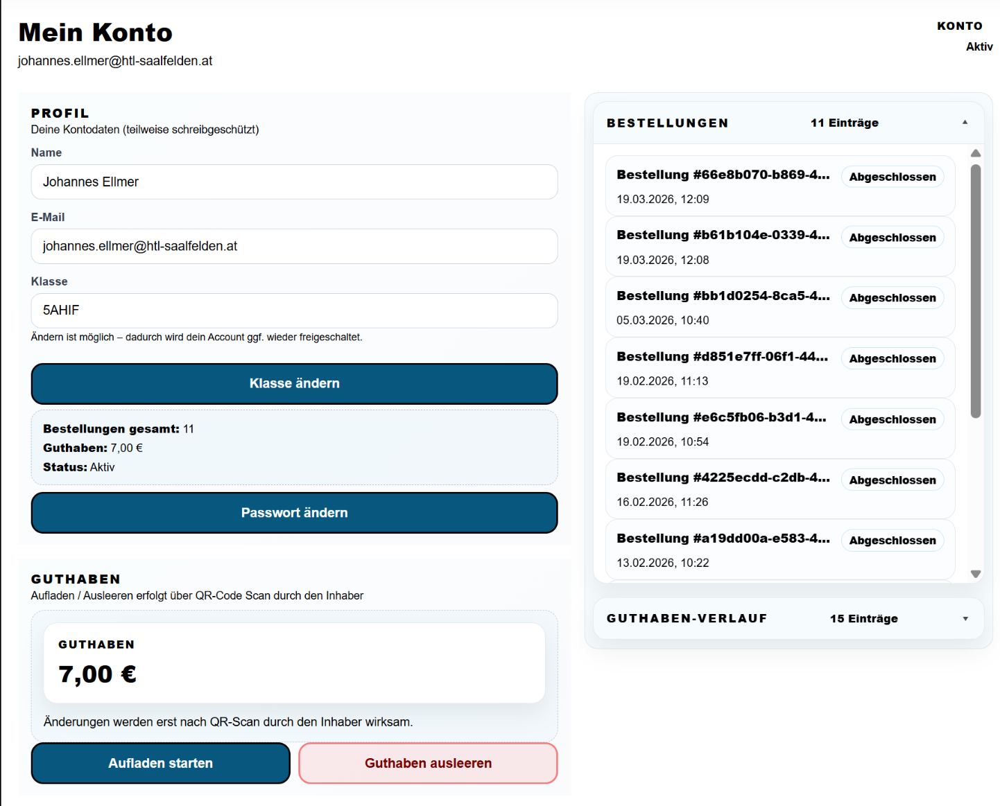 Mein Konto
johannes.ellmer@htl-saalfelden.at
KONTO
Aktiv
PROFIL
Deine Kontodaten (teilweise schreibgeschützt)
Name
Johannes Ellmer
E-Mail
johannes.ellmer@htl-saalfelden.at
Klasse
5AHIF
Ändern ist möglich – dadurch wird dein Account ggf. wieder freigeschaltet.
Klasse ändern
Bestellungen gesamt: 11
Guthaben: 7,00 €
Status: Aktiv
Passwort ändern
GUTHABEN
Aufladen / Ausleeren erfolgt über QR-Code Scan durch den Inhaber
GUTHABEN
7,00 €
Änderungen werden erst nach QR-Scan durch den Inhaber wirksam.
Aufladen starten
Guthaben ausleeren
BESTELLUNGEN 11 Einträge
Bestellung #66e8b070-b869-4... Abgeschlossen
19.03.2026, 12:09
Bestellung #b61b104e-0339-4... Abgeschlossen
19.03.2026, 12:08
Bestellung #bb1d0254-8ca5-4... Abgeschlossen
05.03.2026, 10:40
Bestellung #d851e7ff-06f1-44... Abgeschlossen
19.02.2026, 11:13
Bestellung #e6c5fb06-b3d1-4... Abgeschlossen
19.02.2026, 10:54
Bestellung #4225ecdd-c2db-4... Abgeschlossen
16.02.2026, 11:26
Bestellung #a19dd00a-e583-4... Abgeschlossen
13.02.2026, 10:22
GUTHABEN-VERLAUF 15 Einträge